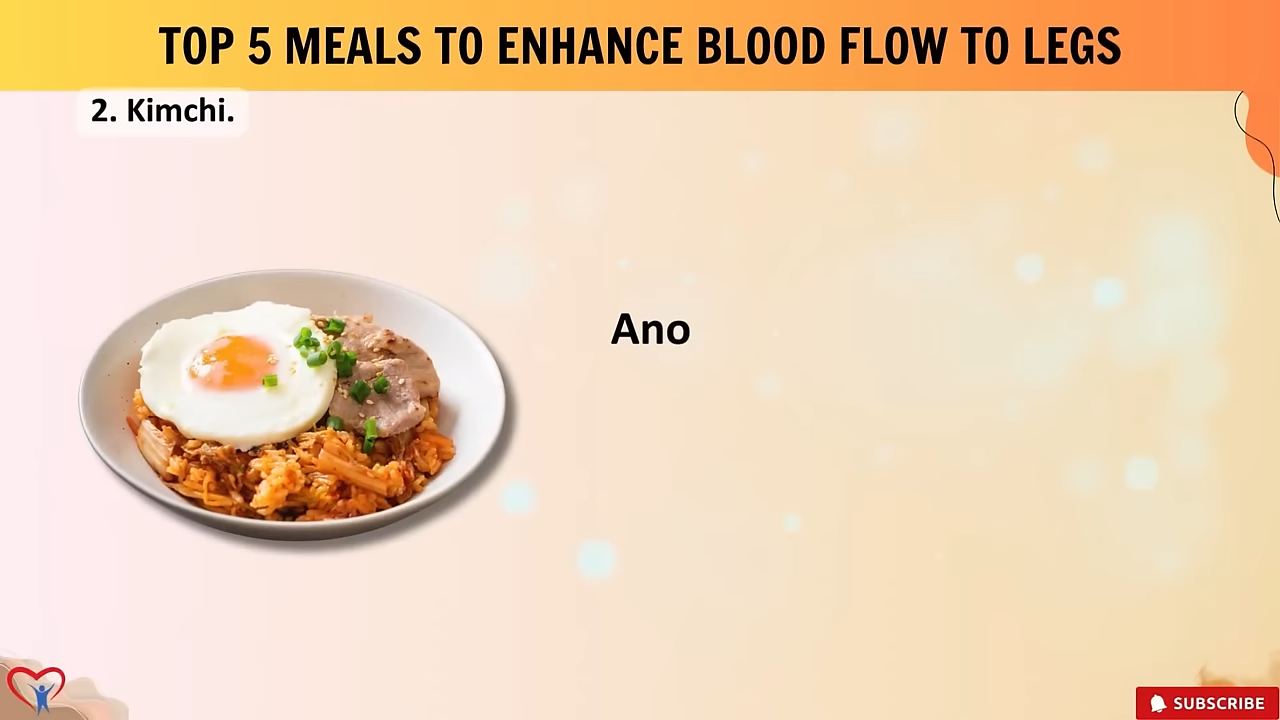 TOP 5 MEALS TO ENHANCE BLOOD FLOW TO LEGS
2. Kimchi.
Ano
SUBSCRIBE